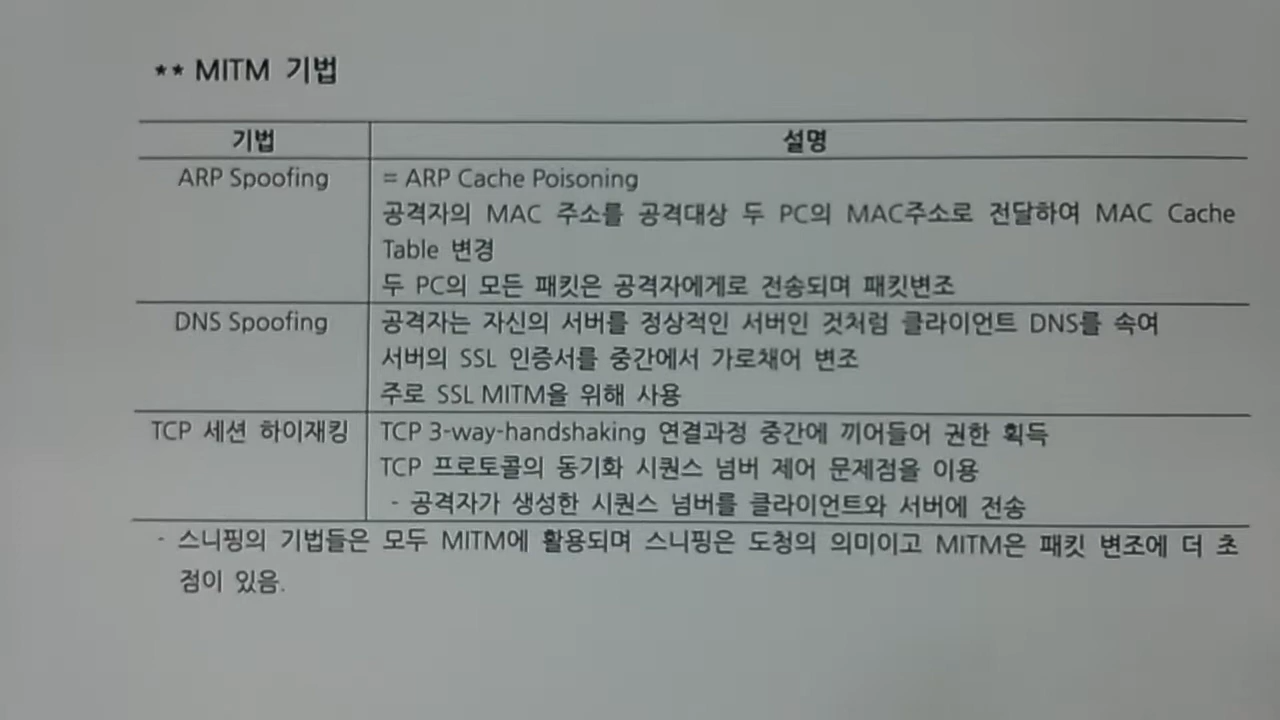 ** MITM 기법
기법 설명
ARP Spoofing = ARP Cache Poisoning
공격자의 MAC 주소를 공격대상 두 PC의 MAC주소로 전달하여 MAC Cache
Table 변경
두 PC의 모든 패킷은 공격자에게로 전송되며 패킷변조
DNS Spoofing 공격자는 자신의 서버를 정상적인 서버인 것처럼 클라이언트 DNS를 속여
서버의 SSL 인증서를 중간에서 가로채어 변조
주로 SSL MITM을 위해 사용
TCP 세션 하이재킹 TCP 3-way-handshaking 연결과정 중간에 끼어들어 권한 획득
TCP 프로토콜의 동기화 시퀀스 넘버 제어 문제점을 이용
- 공격자가 생성한 시퀀스 넘버를 클라이언트와 서버에 전송
- 스니핑의 기법들은 모두 MITM에 활용되며 스니핑은 도청의 의미이고 MITM은 패킷 변조에 더 초
점이 있음.